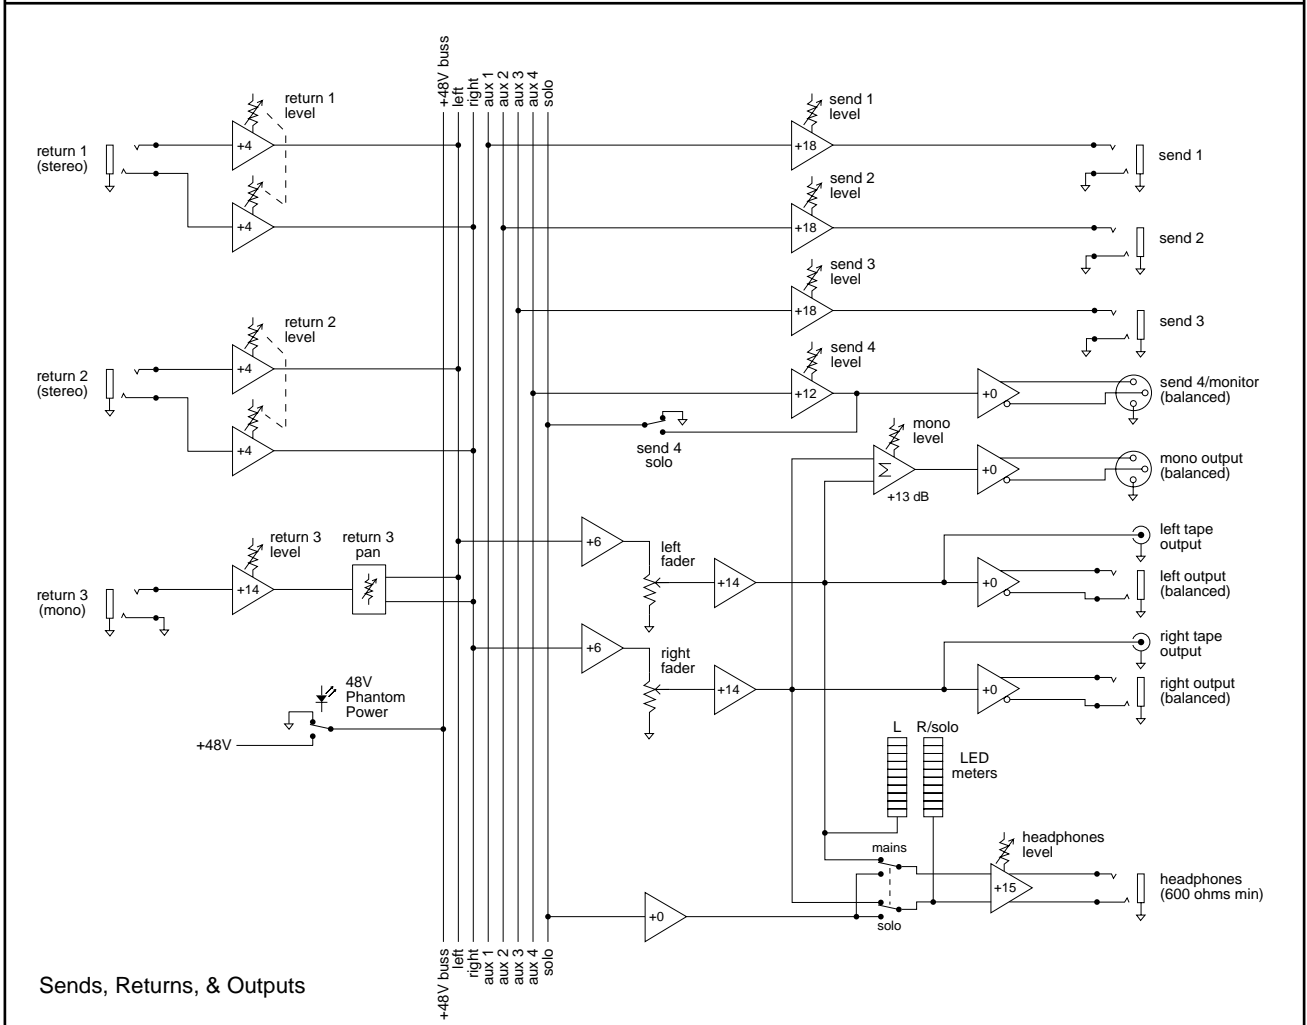 +48V buss
left
right
aux 1
aux 2
aux 3
aux 4
solo
return 1
level
+4
return 1
(stereo)
+4
send 1
level
+18
send 1
send 2
level
+18
send 2
send 3
level
+18
send 3
return 2
level
+4
return 2
(stereo)
+4
send 4
level
+12
+0
send 4/monitor
(balanced)
send 4
solo
mono
level
Σ
+13 dB
+0
mono output
(balanced)
return 3
level
return 3
pan
+14
return 3
(mono)
+6
left
fader
+14
left tape
output
+0
left output
(balanced)
+6
right
fader
+14
right tape
output
+0
right output
(balanced)
48V
Phantom
Power
+48V
L
R/solo
LED
meters
mains
solo
headphones
level
+15
headphones
(600 ohms min)
+0
+48V buss
left
right
aux 1
aux 2
aux 3
aux 4
solo
Sends, Returns, & Outputs